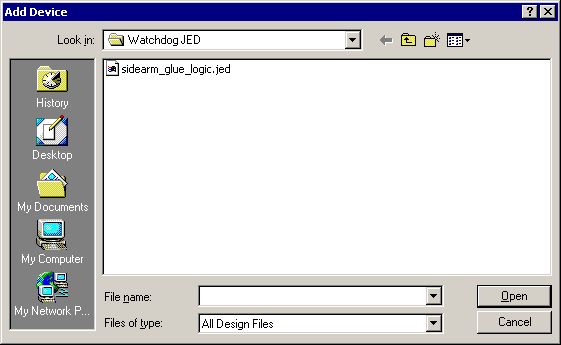 Add Device
Look in: Watchdog JED
sidearm_glue_logic.jed
History
Desktop
My Documents
My Computer
My Network P...
File name: Open
Files of type: All Design Files Cancel